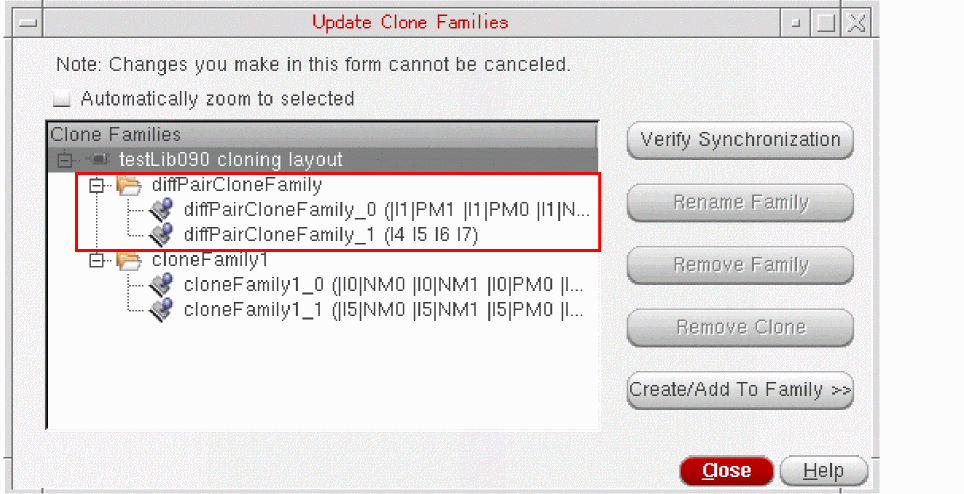 Update Clone Families
Note: Changes you make in this form cannot be canceled.
Automatically zoom to selected
Clone Families
testLib090 cloning layout
diffPairCloneFamily
diffPairCloneFamily_0 (|I1|PM1 |I1|PM0 |I1|N...
diffPairCloneFamily_1 (I4 I5 I6 I7)
cloneFamily1
cloneFamily1_0 (|I0|NM0 |I0|NM1 |I0|PM0 |I...
cloneFamily1_1 (|I5|NM0 |I5|NM1 |I5|PM0 |I...
Verify Synchronization
Rename Family
Remove Family
Remove Clone
Create/Add To Family >>
Close
Help